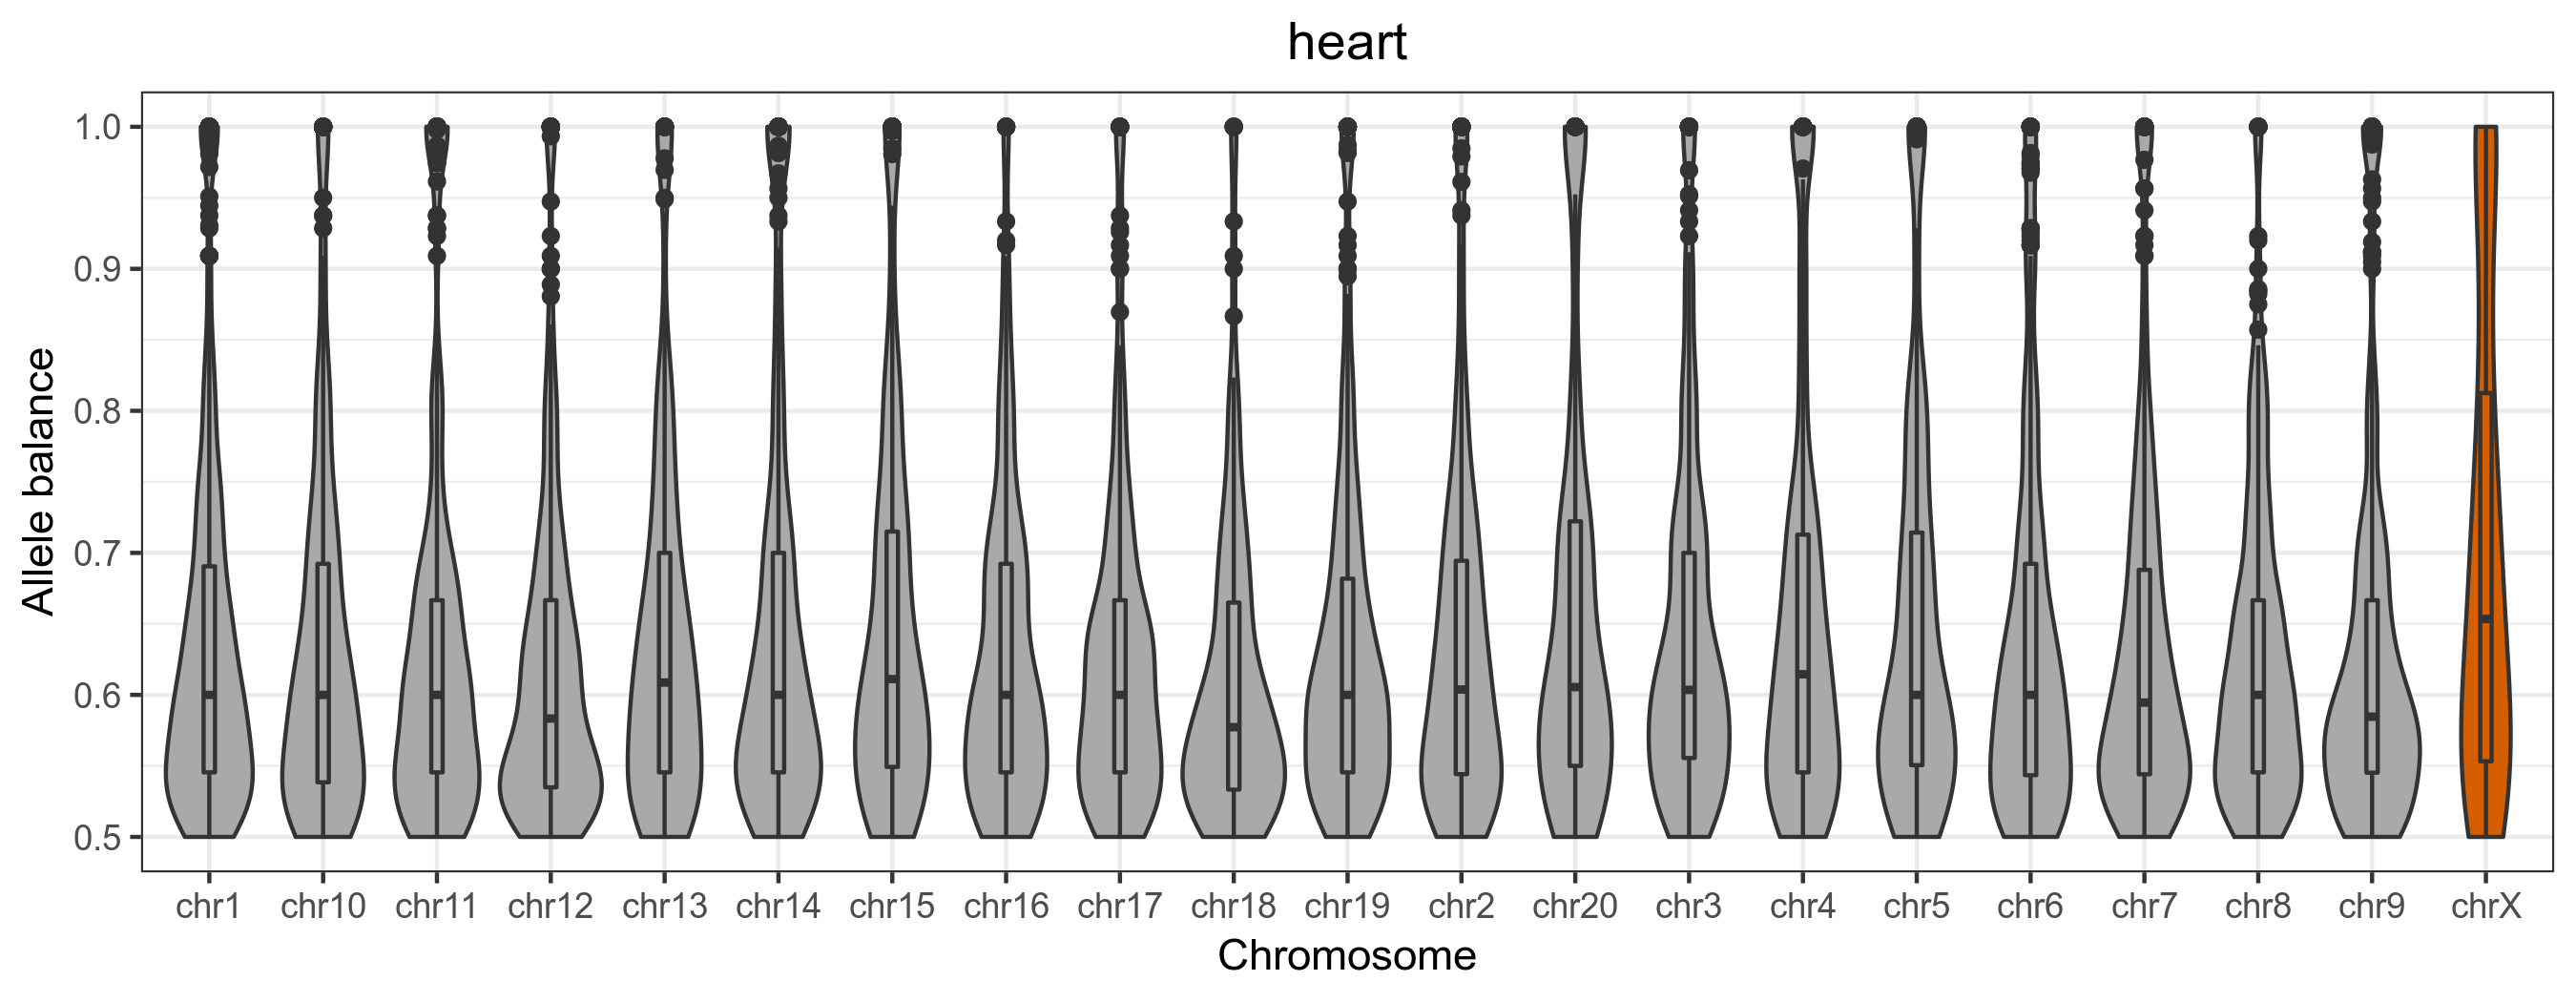 heart
Allele balance
1.0
0.9
0.8
0.7
0.6
0.5
chr1 chr10 chr11 chr12 chr13 chr14 chr15 chr16 chr17 chr18 chr19 chr2 chr20 chr3 chr4 chr5 chr6 chr7 chr8 chr9 chrX
Chromosome